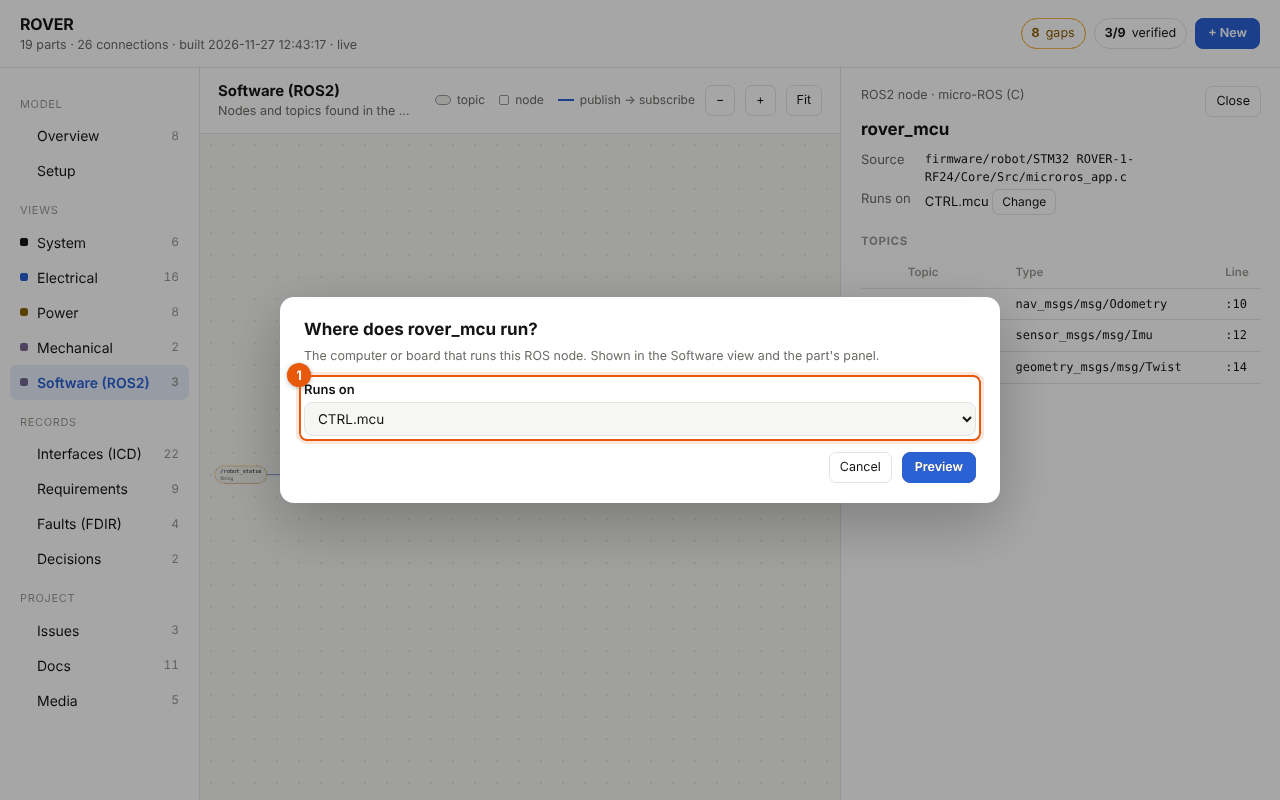 ROVER
19 parts · 26 connections · built 2026-11-27 12:43:17 · live
8 gaps
3/9 verified
+ New
MODEL
Overview 8
Setup
VIEWS
System 6
Electrical 16
Power 8
Mechanical 2
Software (ROS2) 3
RECORDS
Interfaces (ICD) 22
Requirements 9
Faults (FDIR) 4
Decisions 2
PROJECT
Issues 3
Docs 11
Media 5
Software (ROS2)
Nodes and topics found in the ...
topic
node
publish → subscribe
−
+
Fit
/robot_status
String
ROS2 node · micro-ROS (C)
Close
rover_mcu
Source firmware/robot/STM32 ROVER-1-
RF24/Core/Src/microros_app.c
Runs on CTRL.mcu Change
TOPICS
Topic Type Line
nav_msgs/msg/Odometry :10
sensor_msgs/msg/Imu :12
geometry_msgs/msg/Twist :14
Where does rover_mcu run?
The computer or board that runs this ROS node. Shown in the Software view and the part's panel.
1
Runs on
CTRL.mcu
Cancel
Preview